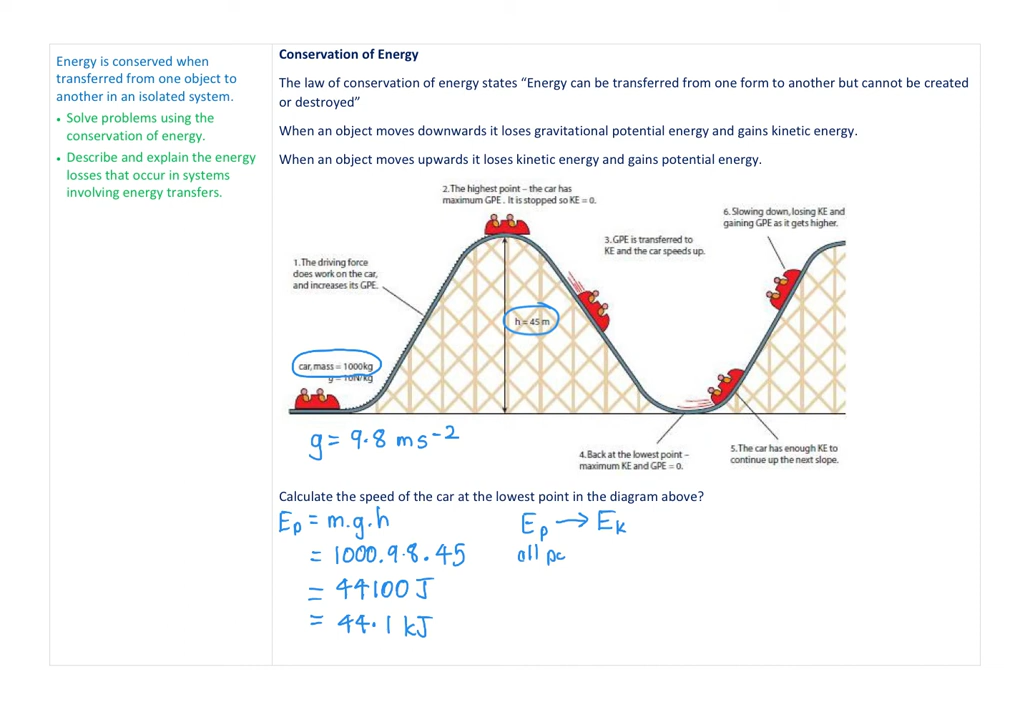 Energy is conserved when
transferred from one object to
another in an isolated system.
• Solve problems using the
conservation of energy.
• Describe and explain the energy
losses that occur in systems
involving energy transfers.
Conservation of Energy
The law of conservation of energy states “Energy can be transferred from one form to another but cannot be created
or destroyed”
When an object moves downwards it loses gravitational potential energy and gains kinetic energy.
When an object moves upwards it loses kinetic energy and gains potential energy.
2.The highest point – the car has
maximum GPE . It is stopped so KE = 0.
6. Slowing down, losing KE and
gaining GPE as it gets higher.
3.GPE is transferred to
KE and the car speeds up.
1.The driving force
does work on the car,
and increases its GPE.
h = 45 m
car, mass = 1000kg
g = 10N/kg
g = 9.8 ms-2
4. Back at the lowest point –
maximum KE and GPE = 0.
5.The car has enough KE to
continue up the next slope.
Calculate the speed of the car at the lowest point in the diagram above?
Ep = m.g.h
= 1000.9.8.45
= 44100 J
= 44.1 kJ
Ep → Ek
all po